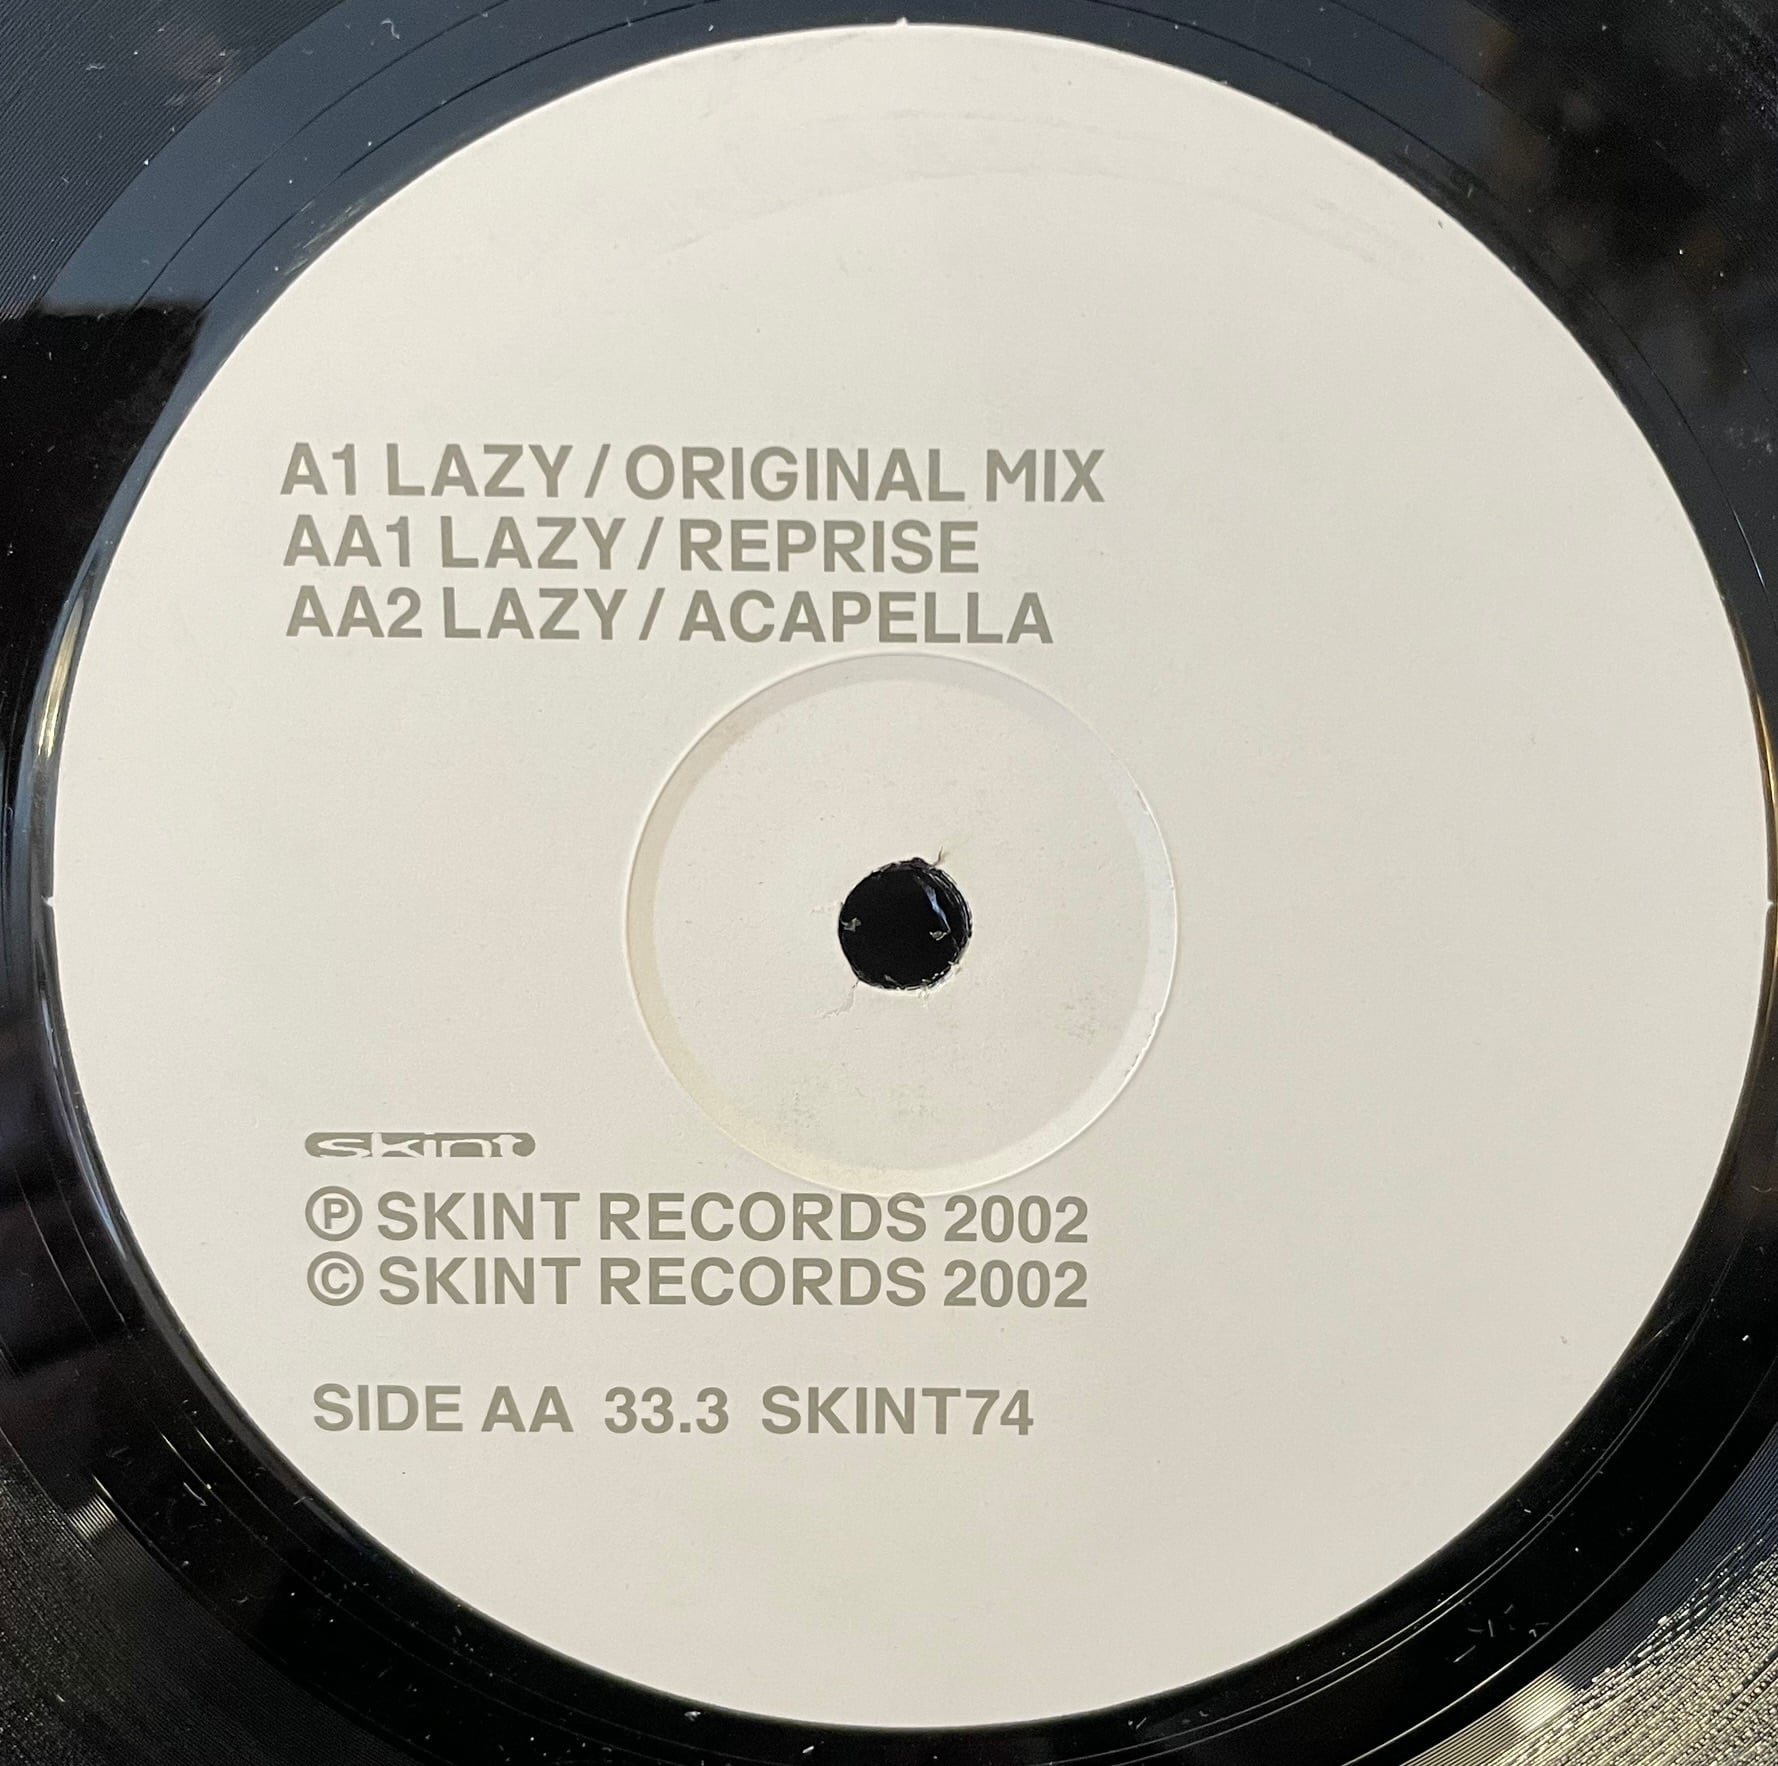 A1 LAZY / ORIGINAL MIX
AA1 LAZY / REPRISE
AA2 LAZY / ACAPELLA
skint
Ⓟ SKINT RECORDS 2002
© SKINT RECORDS 2002
SIDE AA 33.3 SKINT74